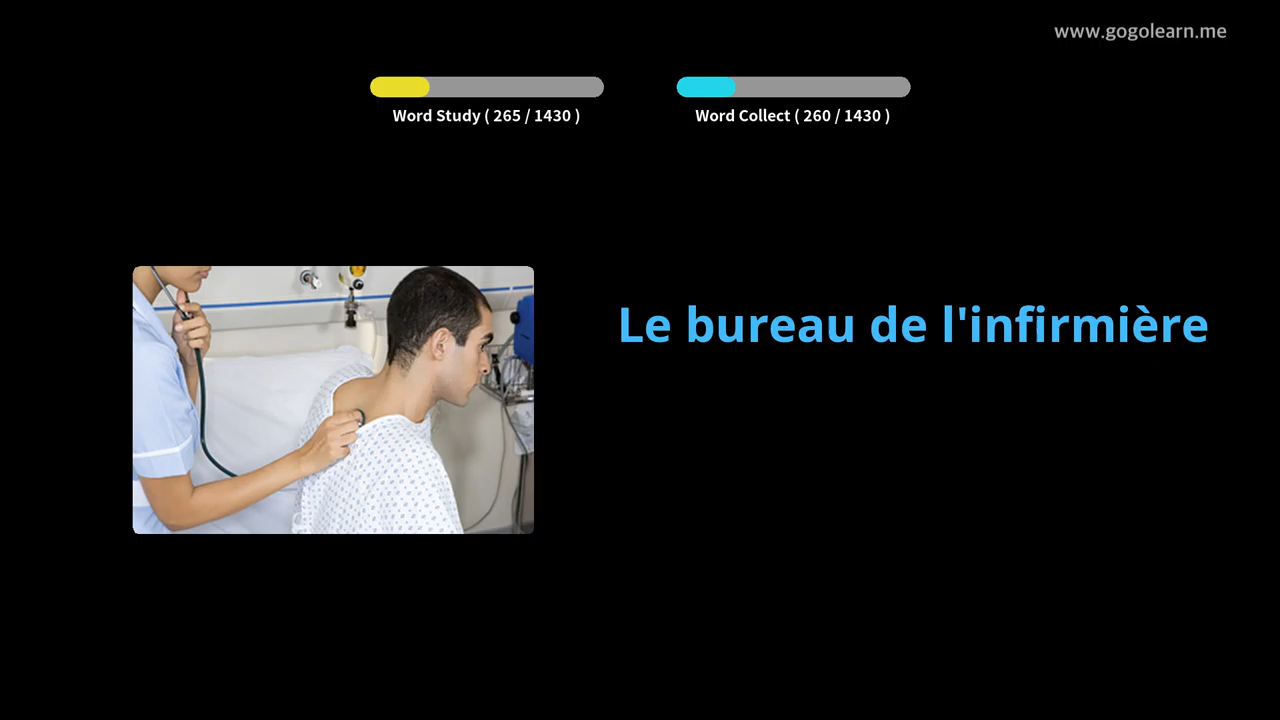 www.gogolearn.me
Word Study ( 265 / 1430 )
Word Collect ( 260 / 1430 )
Le bureau de l'infirmière